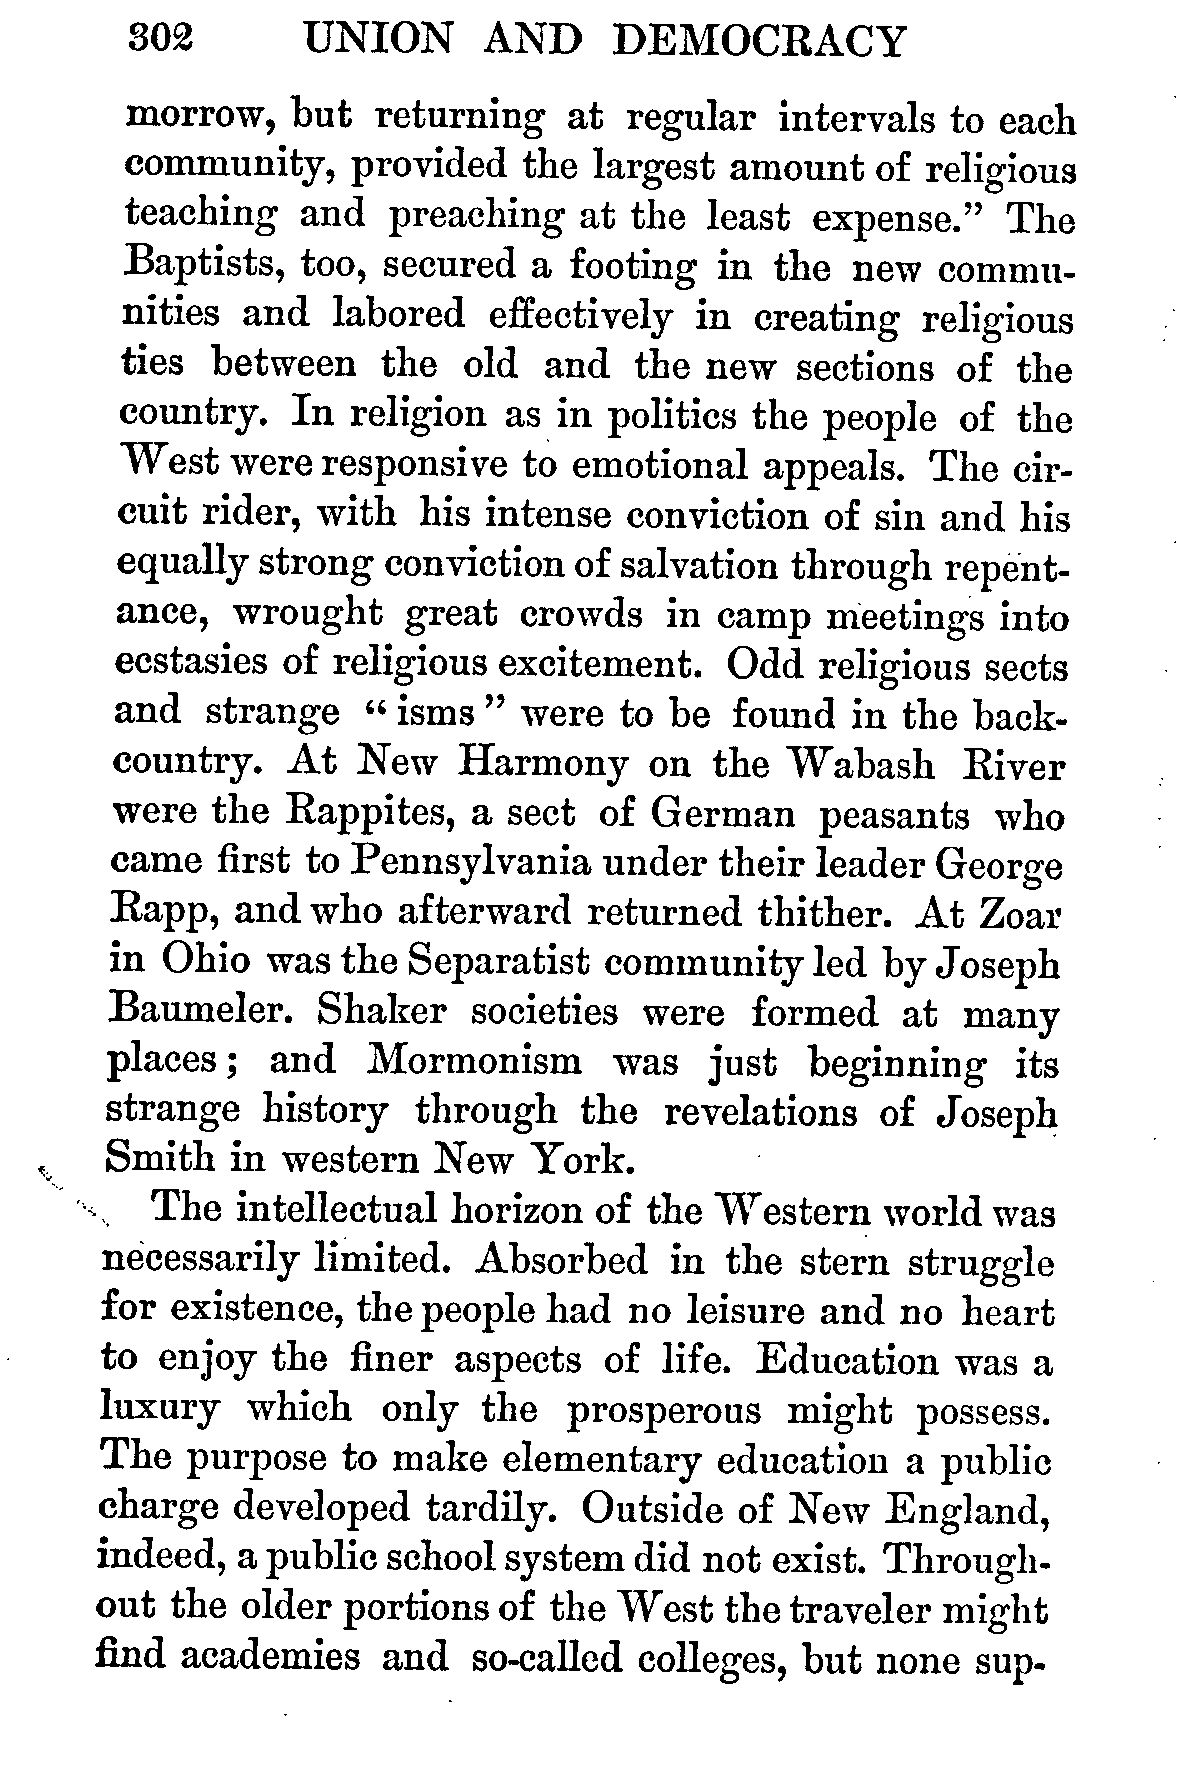 302 UNION AND DEMOCRACY
morrow, but returning at regular intervals to each
community, provided the largest amount of religious
teaching and preaching at the least expense.” The
Baptists, too, secured a footing in the new commu-
nities and labored effectively in creating religious
ties between the old and the new sections of the
country. In religion as in politics the people of the
West were responsive to emotional appeals. The cir-
cuit rider, with his intense conviction of sin and his
equally strong conviction of salvation through repent-
ance, wrought great crowds in camp meetings into
ecstasies of religious excitement. Odd religious sects
and strange “ isms ” were to be found in the back-
country. At New Harmony on the Wabash River
were the Rappites, a sect of German peasants who
came first to Pennsylvania under their leader George
Rapp, and who afterward returned thither. At Zoar
in Ohio was the Separatist community led by Joseph
Baumeler. Shaker societies were formed at many
places ; and Mormonism was just beginning its
strange history through the revelations of Joseph
Smith in western New York.
The intellectual horizon of the Western world was
necessarily limited. Absorbed in the stern struggle
for existence, the people had no leisure and no heart
to enjoy the finer aspects of life. Education was a
luxury which only the prosperous might possess.
The purpose to make elementary education a public
charge developed tardily. Outside of New England,
indeed, a public school system did not exist. Through-
out the older portions of the West the traveler might
find academies and so-called colleges, but none sup-